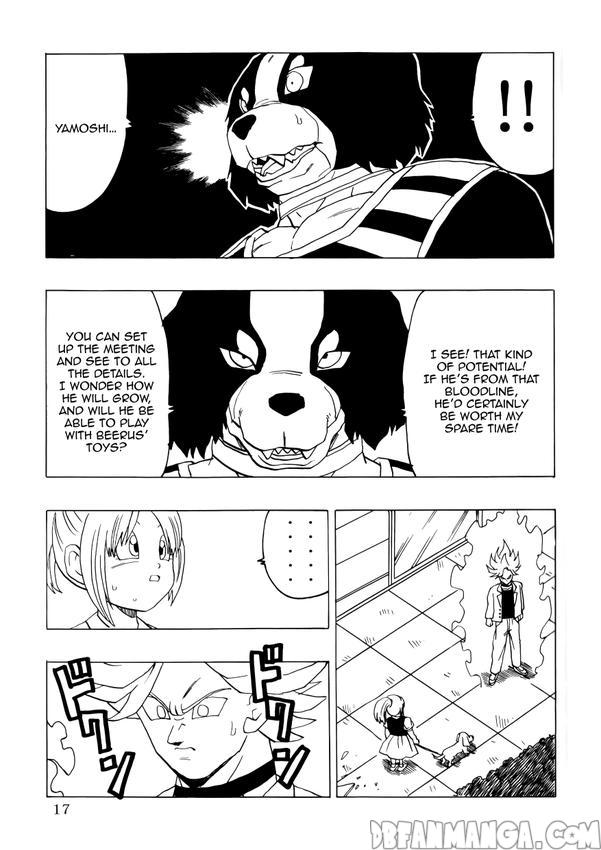 !!
YAMOSHI...
I SEE! THAT KIND
OF POTENTIAL!
IF HE'S FROM THAT
BLOODLINE,
HE'D CERTAINLY
BE WORTH MY
SPARE TIME!
YOU CAN SET
UP THE MEETING
AND SEE TO ALL
THE DETAILS.
I WONDER HOW
HE WILL GROW,
AND WILL HE BE
ABLE TO PLAY
WITH BEERUS'
TOYS?
......
ドクン
ドクン
17
DBFANMANGA.COM